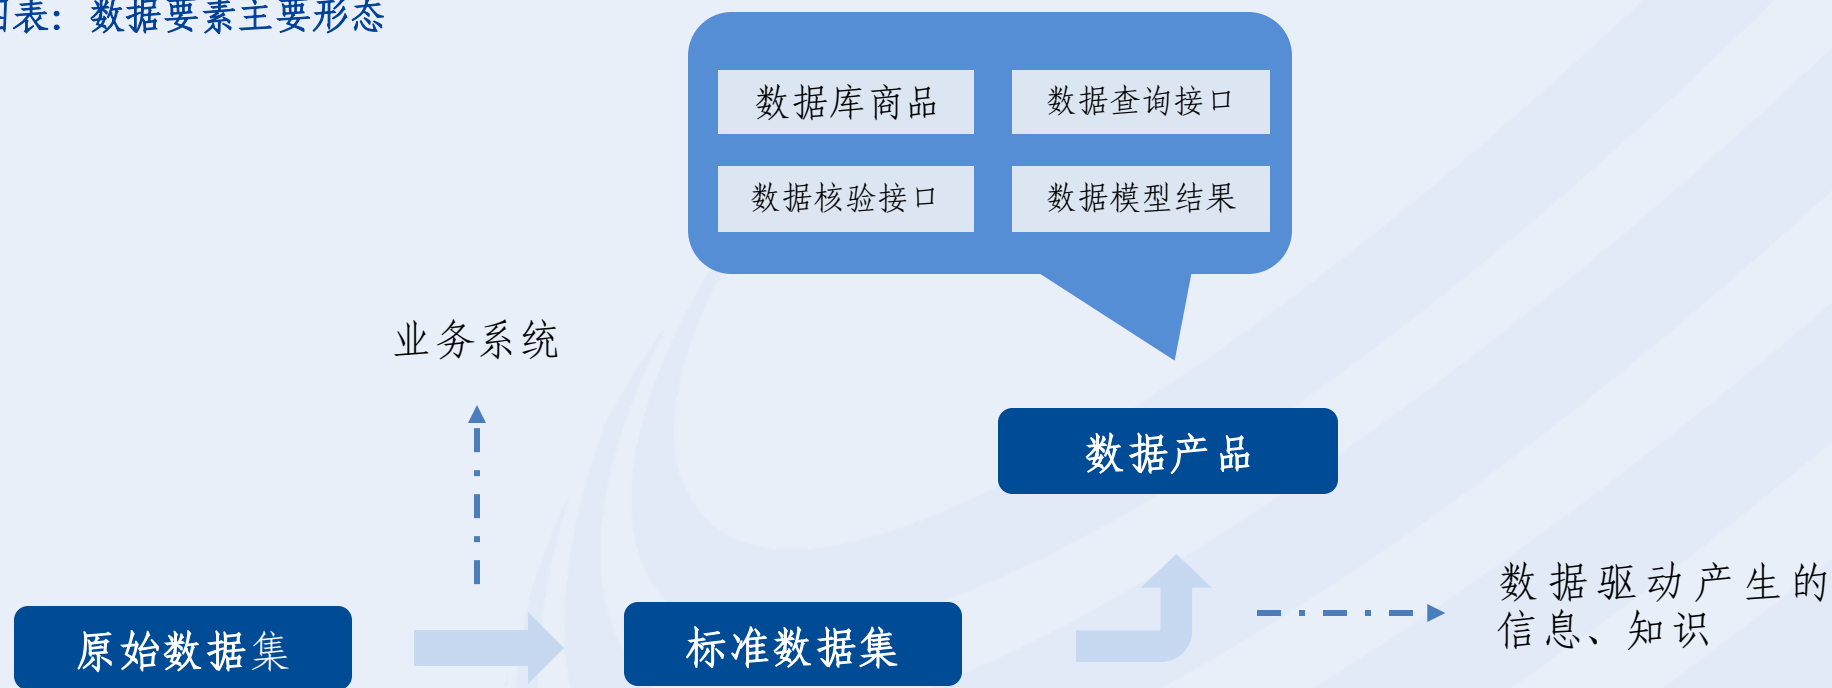 图表：数据要素主要形态
数据库商品
数据查询接口
数据核验接口
数据模型结果
业务系统
数据产品
数据驱动产生的
信息、知识
原始数据集
标准数据集